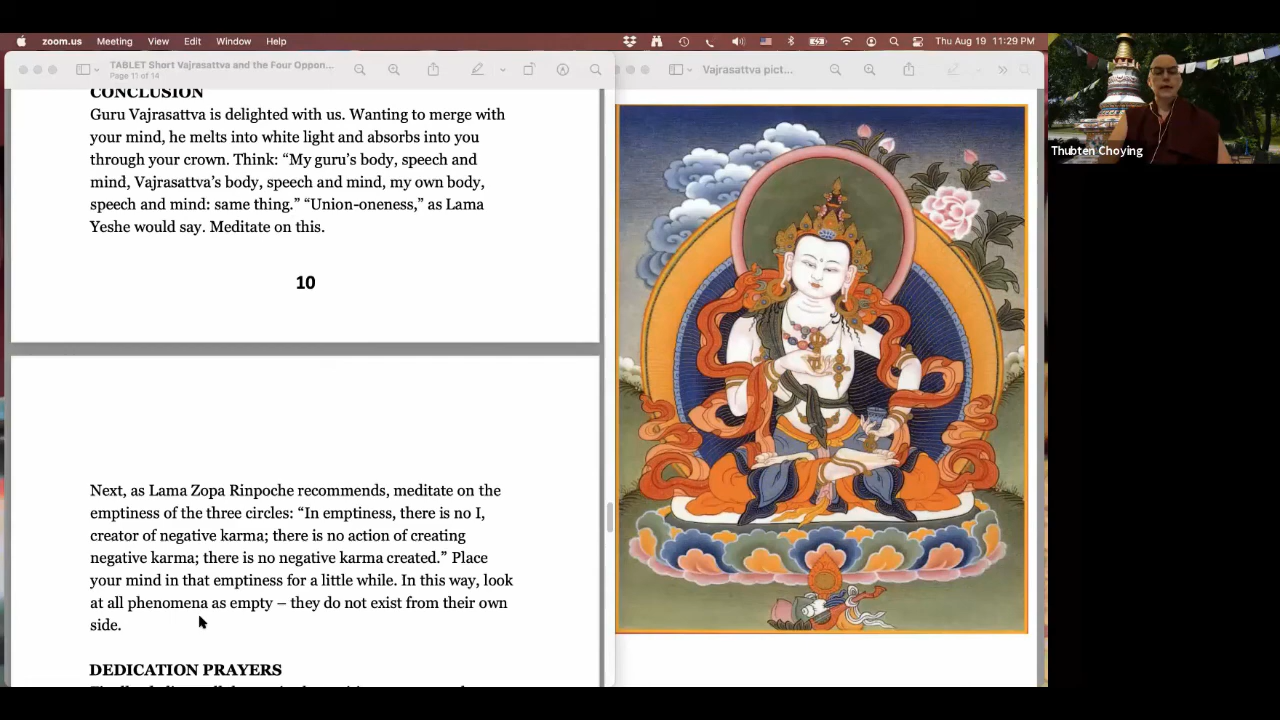 zoom.us Meeting View Edit Window Help
Thu Aug 19 11:29 PM
TABLET Short Vajrasattva and the Four Oppon...
Page 11 of 14
Vajrasattva pict...
CONCLUSION
Guru Vajrasattva is delighted with us. Wanting to merge with
your mind, he melts into white light and absorbs into you
through your crown. Think: “My guru’s body, speech and
mind, Vajrasattva’s body, speech and mind, my own body,
speech and mind: same thing.” “Union-oneness,” as Lama
Yeshe would say. Meditate on this.
10
Next, as Lama Zopa Rinpoche recommends, meditate on the
emptiness of the three circles: “In emptiness, there is no I,
creator of negative karma; there is no action of creating
negative karma; there is no negative karma created.” Place
your mind in that emptiness for a little while. In this way, look
at all phenomena as empty – they do not exist from their own
side.
DEDICATION PRAYERS
Thubten Choying